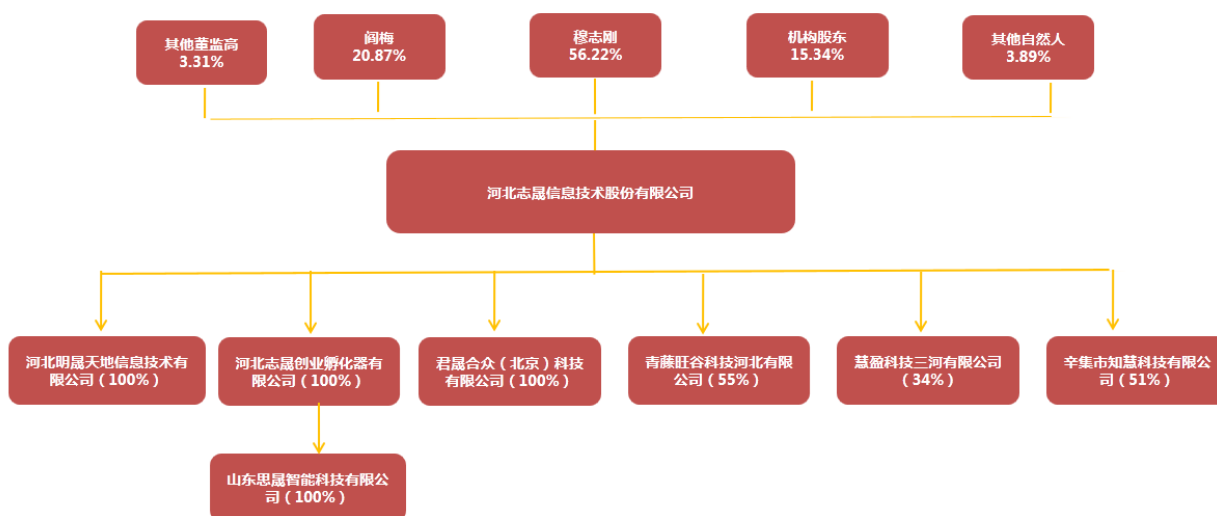 其他董监高
3.31%
阎梅
20.87%
穆志刚
56.22%
机构股东
15.34%
其他自然人
3.89%
河北志晟信息技术股份有限公司
河北明晟天地信息技术有
限公司（100%）
河北志晟创业孵化器有
限公司（100%）
君晟合众（北京）科技
有限公司（100%）
青藤旺谷科技河北有限
公司（55%）
慧盈科技三河有限公司
（34%）
辛集市知慧科技有限公
司（51%）
山东思晟智能科技有限公
司（100%）